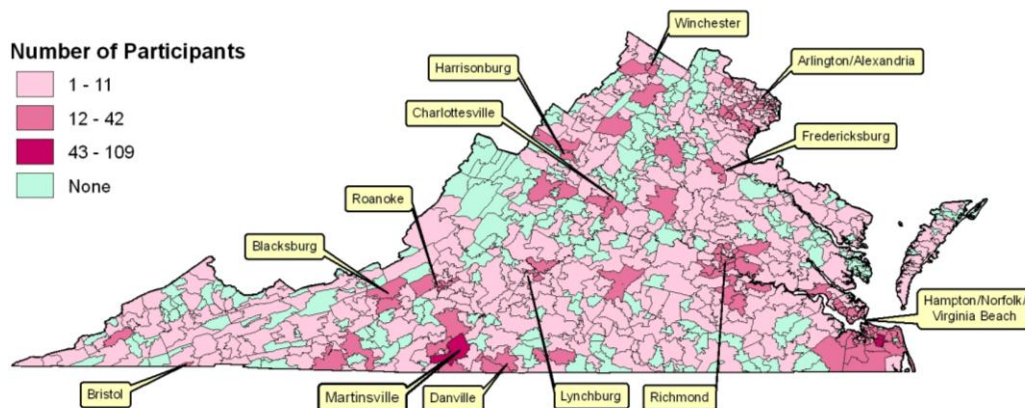 Number of Participants
1 - 11
12 - 42
43 - 109
None
Winchester
Harrisonburg
Arlington/Alexandria
Charlottesville
Fredericksburg
Roanoke
Blacksburg
Hampton/Norfolk/
Virginia Beach
Bristol
Martinsville
Danville
Lynchburg
Richmond